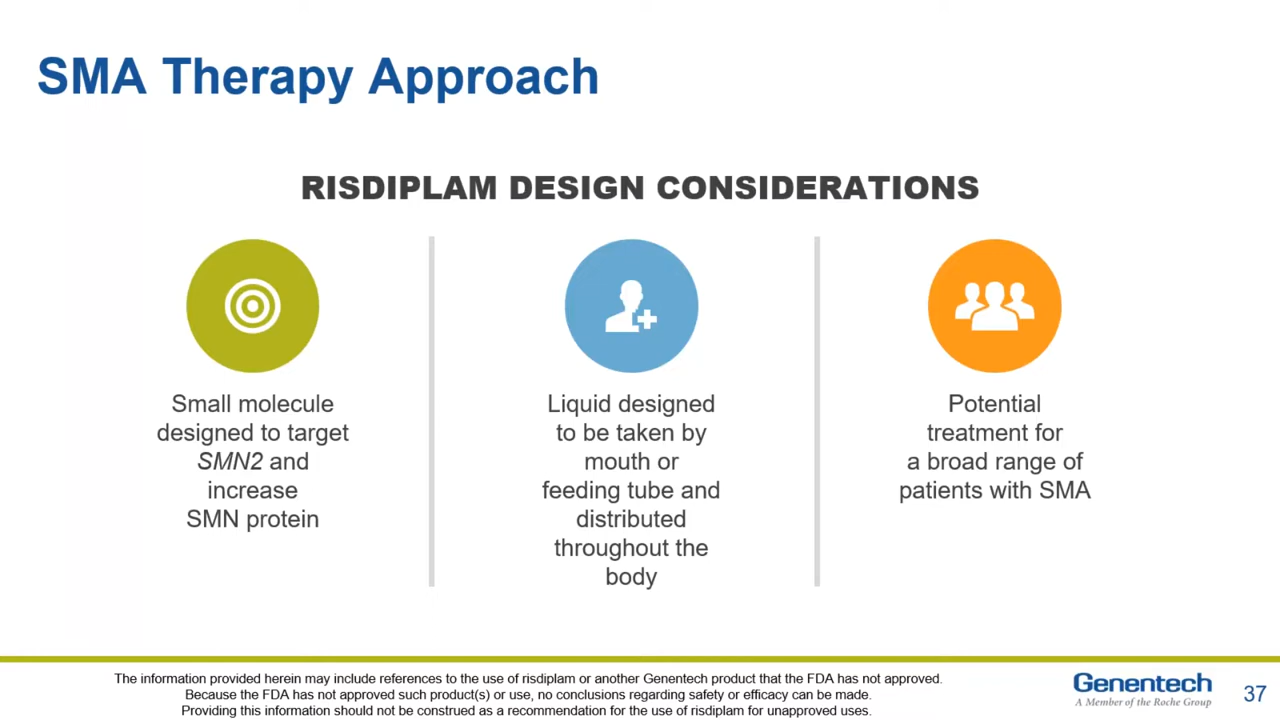 SMA Therapy Approach
RISDIPLAM DESIGN CONSIDERATIONS
Small molecule
designed to target
SMN2 and
increase
SMN protein
Liquid designed
to be taken by
mouth or
feeding tube and
distributed
throughout the
body
Potential
treatment for
a broad range of
patients with SMA
The information provided herein may include references to the use of risdiplam or another Genentech product that the FDA has not approved.
Because the FDA has not approved such product(s) or use, no conclusions regarding safety or efficacy can be made.
Providing this information should not be construed as a recommendation for the use of risdiplam for unapproved uses.
Genentech
A Member of the Roche Group
37